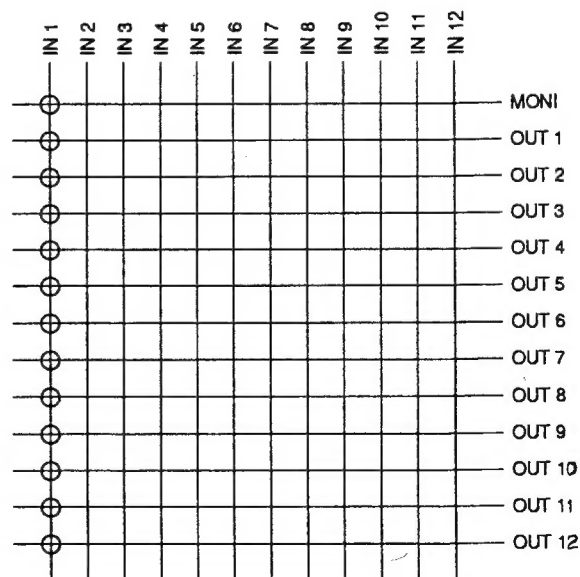 IN 1
IN 2
IN 3
IN 4
IN 5
IN 6
IN 7
IN 8
IN 9
IN 10
IN 11
IN 12
MONI
OUT 1
OUT 2
OUT 3
OUT 4
OUT 5
OUT 6
OUT 7
OUT 8
OUT 9
OUT 10
OUT 11
OUT 12